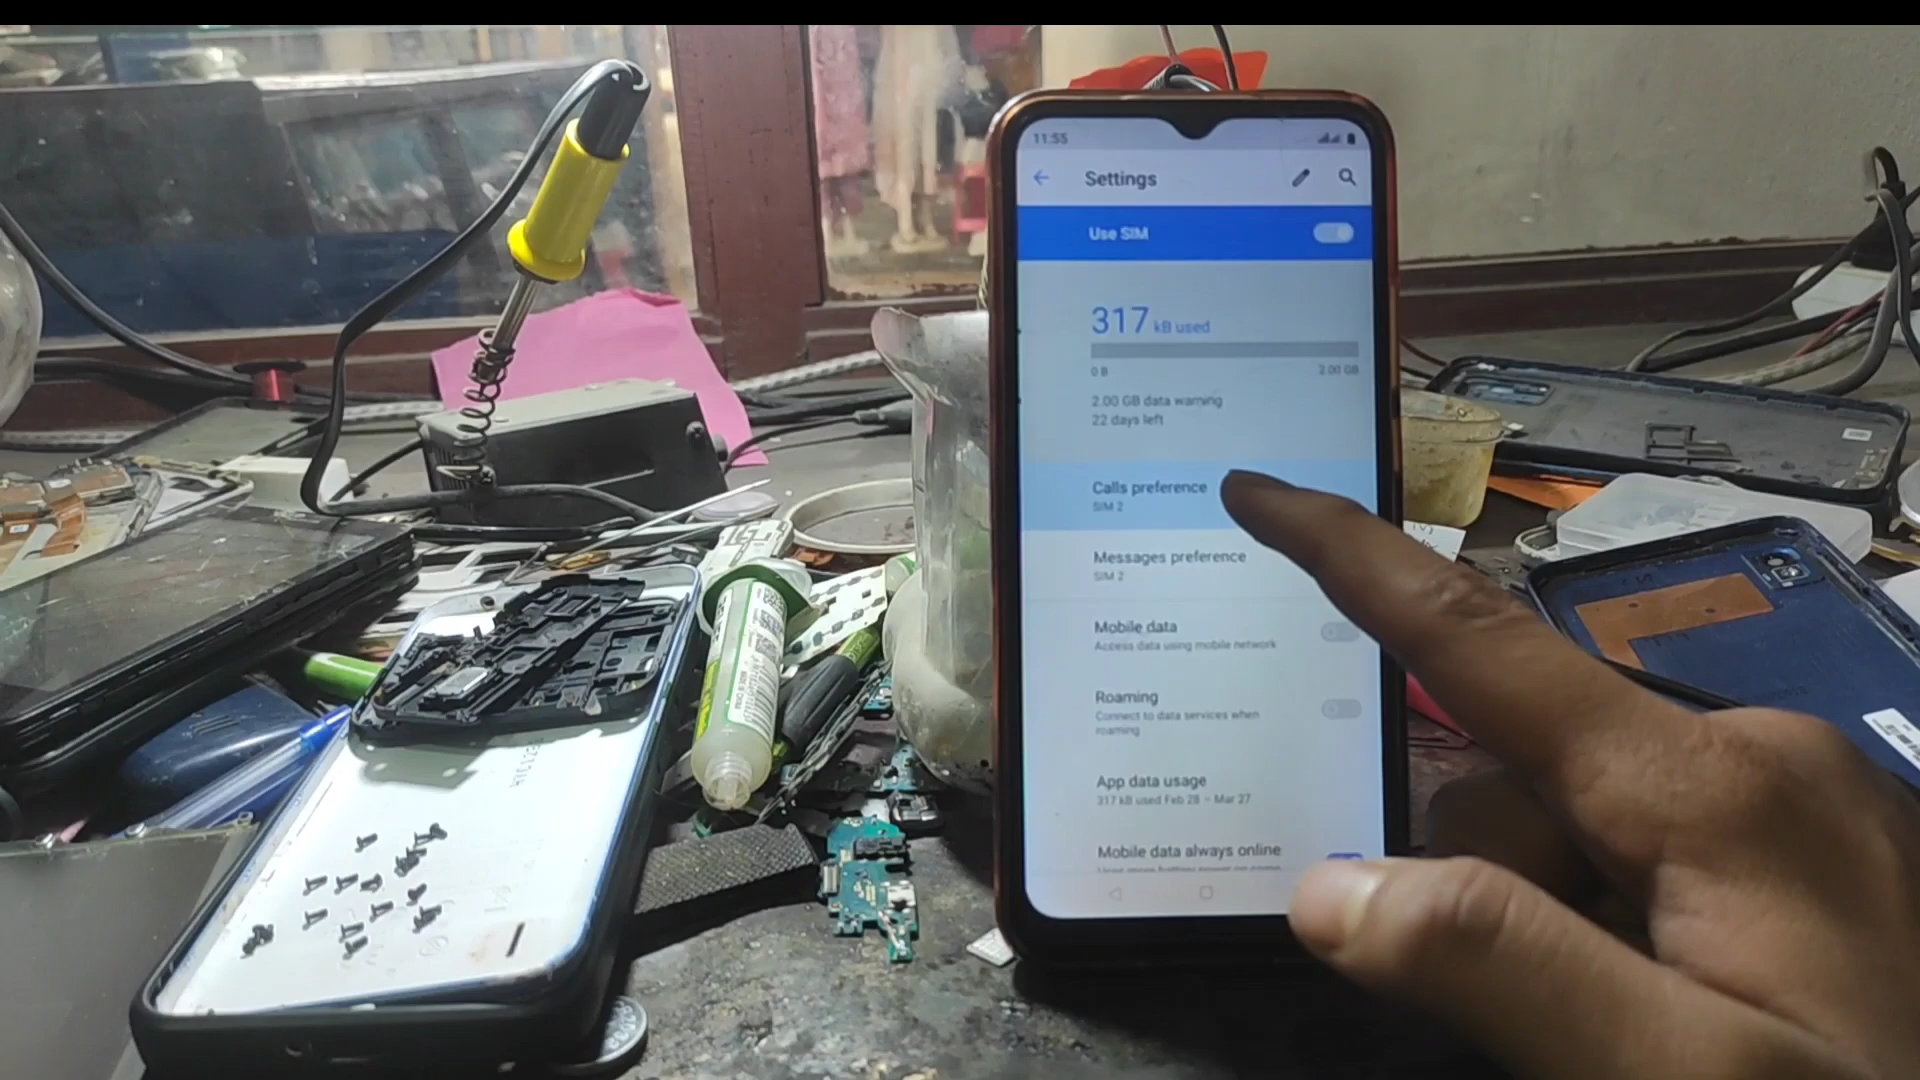 11:55
Settings
Use SIM
317 kB used
0 B
2.00 GB
2.00 GB data warning
22 days left
Calls preference
SIM 2
Messages preference
SIM 2
Mobile data
Access data using mobile network
Roaming
Connect to data services when
roaming
App data usage
317 kB used Feb 28 – Mar 27
Mobile data always online